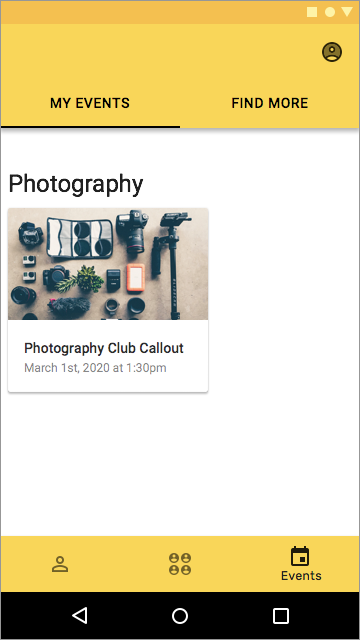 MY EVENTS
FIND MORE
Photography
Photography Club Callout
March 1st, 2020 at 1:30pm
Events